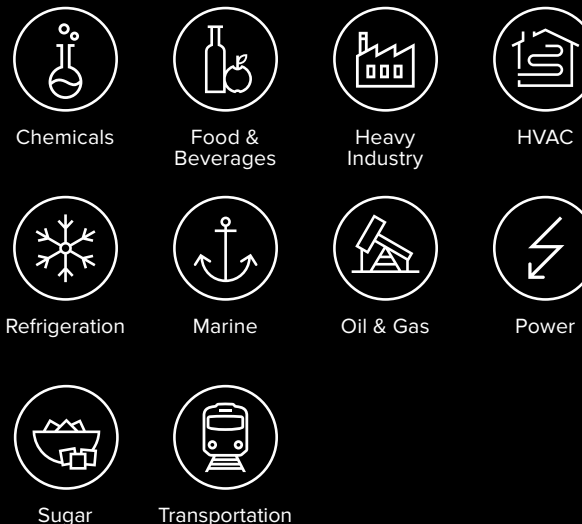 Chemicals
Food &
Beverages
Heavy
Industry
HVAC
Refrigeration
Marine
Oil & Gas
Power
Sugar
Transportation